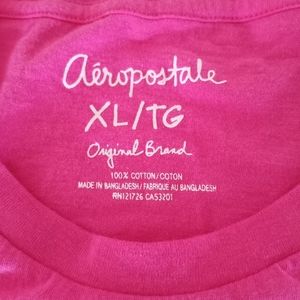 aéropostale
XL/TG
Original Brand
100% COTTON/COTON
MADE IN BANGLADESH / FABRIQUE AU BANGLADESH
RN121726 CA53201